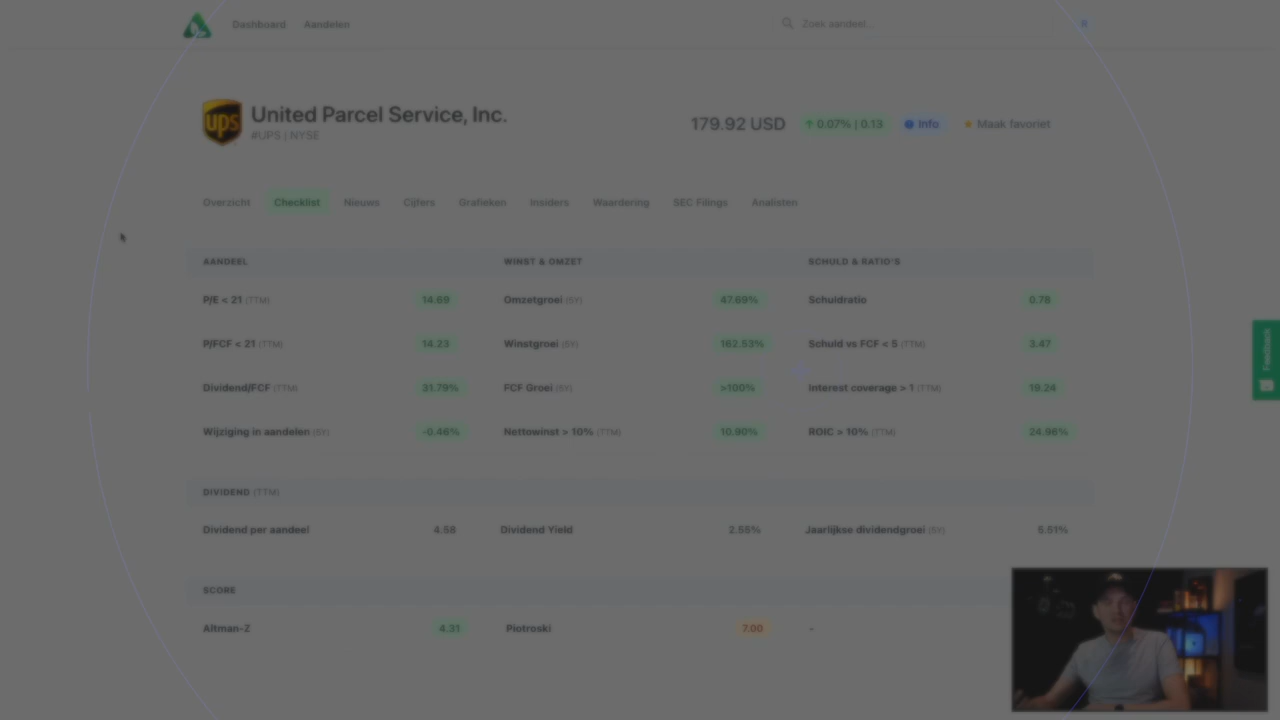 Dashboard Aandelen Zoek aandeel...
ups United Parcel Service, Inc.
#UPS | NYSE
179.92 USD ↑ 0.07% | 0.13 Info Maak favoriet
Overzicht Checklist Nieuws Cijfers Grafieken Insiders Waardering SEC Filings Analisten
AANDEEL WINST & OMZET SCHULD & RATIO'S
P/E < 21 (TTM) 14.69 Omzetgroei (5Y) 47.69% Schuldratio 0.78
P/FCF < 21 (TTM) 14.23 Winstgroei (5Y) 162.53% Schuld vs FCF < 5 (TTM) 3.47
Dividend/FCF (TTM) 31.79% FCF Groei (5Y) >100% Interest coverage > 1 (TTM) 19.24
Wijziging in aandelen (5Y) -0.46% Nettowinst > 10% (TTM) 10.90% ROIC > 10% (TTM) 24.96%
DIVIDEND (TTM)
Dividend per aandeel 4.58 Dividend Yield 2.55% Jaarlijkse dividendgroei (5Y) 5.51%
SCORE
Altman-Z 4.31 Piotroski 7.00 -
Feedback